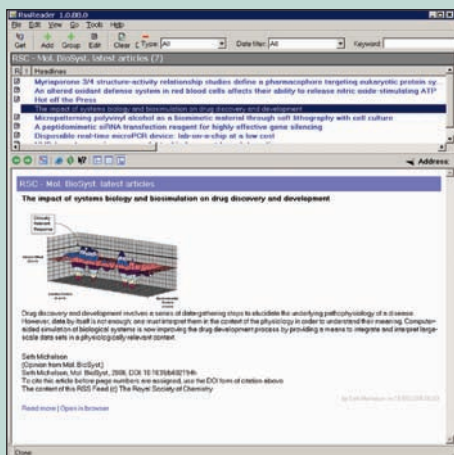 RssReader 1.0.88.0
File Edit View Go Tools Help
Get Add Group Edit Clear Type: All Date filter: All Keyword:
RSC - Mol. BioSyst. latest articles (7)
Headlines
Myriaporone 3/4 structure-activity relationship studies define a pharmacophore targeting eukaryotic protein sy..
An altered oxidant defense system in red blood cells affects their ability to release nitric oxide-stimulating ATP
Hot off the Press
The impact of systems biology and biosimulation on drug discovery and development
Micropatterning polyvinyl alcohol as a biomimetic material through soft lithography with cell culture
A peptidomimetic siRNA transfection reagent for highly effective gene silencing
Disposable real-time microPCR device: lab-on-a-chip at a low cost
Address:
RSC - Mol. BioSyst. latest articles
The impact of systems biology and biosimulation on drug discovery and development
Clinically
Relevant
Response
Drug discovery and development involves a series of data-gathering steps to elucidate the underlying pathophysiology of a disease.
However, data by itself is not enough; one must interpret them in the context of the physiology in order to understand their meaning. Computer-
aided simulation of biological systems is now improving the drug development process by providing a means to integrate and interpret large-
scale data sets in a physiologically relevant context.
Seth Michelson
(Opinion from Mol. BioSyst.)
Seth Michelson, Mol. BioSyst., 2006, DOI:
To cite this article before page numbers are assigned, use the DOI form of citation above
The content of this RSS Feed (c) The Royal Society of Chemistry
Read more | Open in browser
Done